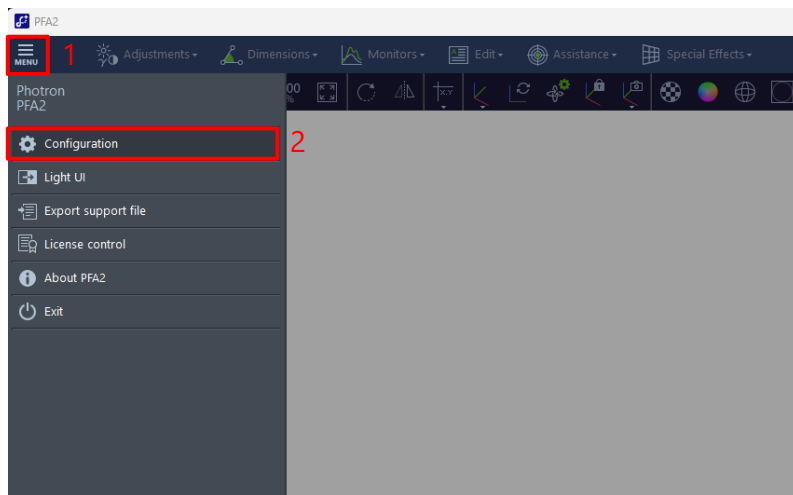 PFA2
MENU
1
Adjustments
Dimensions
Monitors
Edit
Assistance
Special Effects
Photron
PFA2
00
%
X.Y
Configuration
2
Light UI
Export support file
License control
About PFA2
Exit